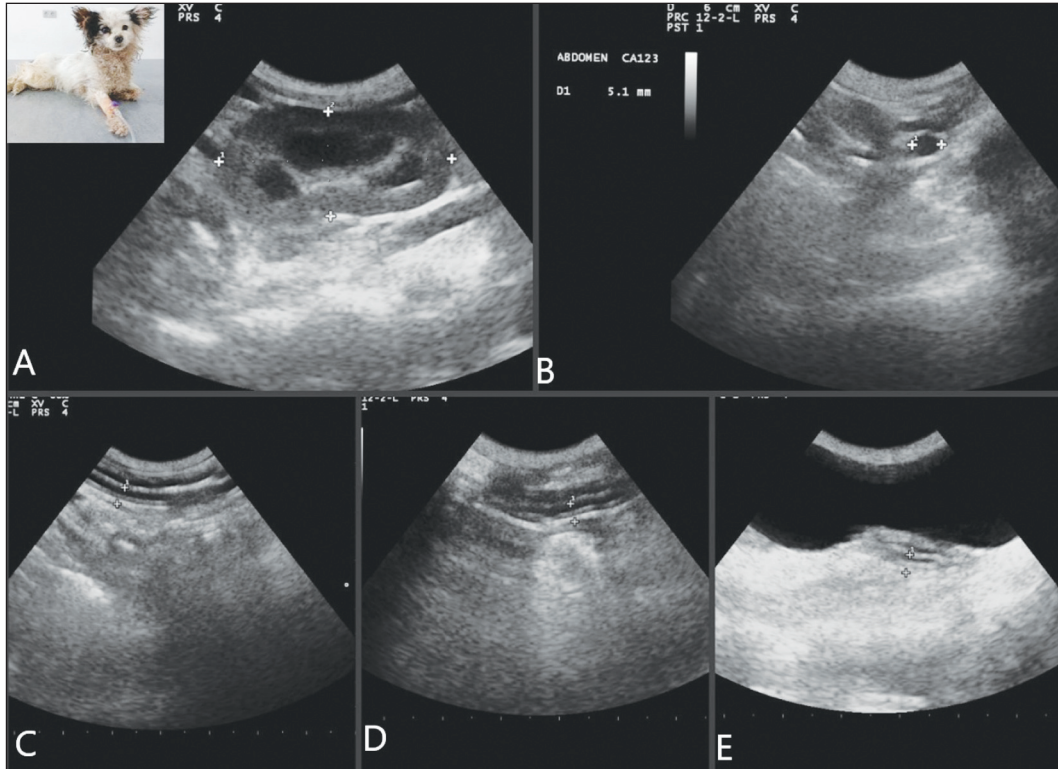 XV C
PRS 4
A
D 6 cm XV C
PRC 12-2-L PRS 4
PST 1
ABDOMEN CA123
D1 5.1 mm
B
cm XV C
-L PRS 4
C
12-2-L PRS 4
1
D
E